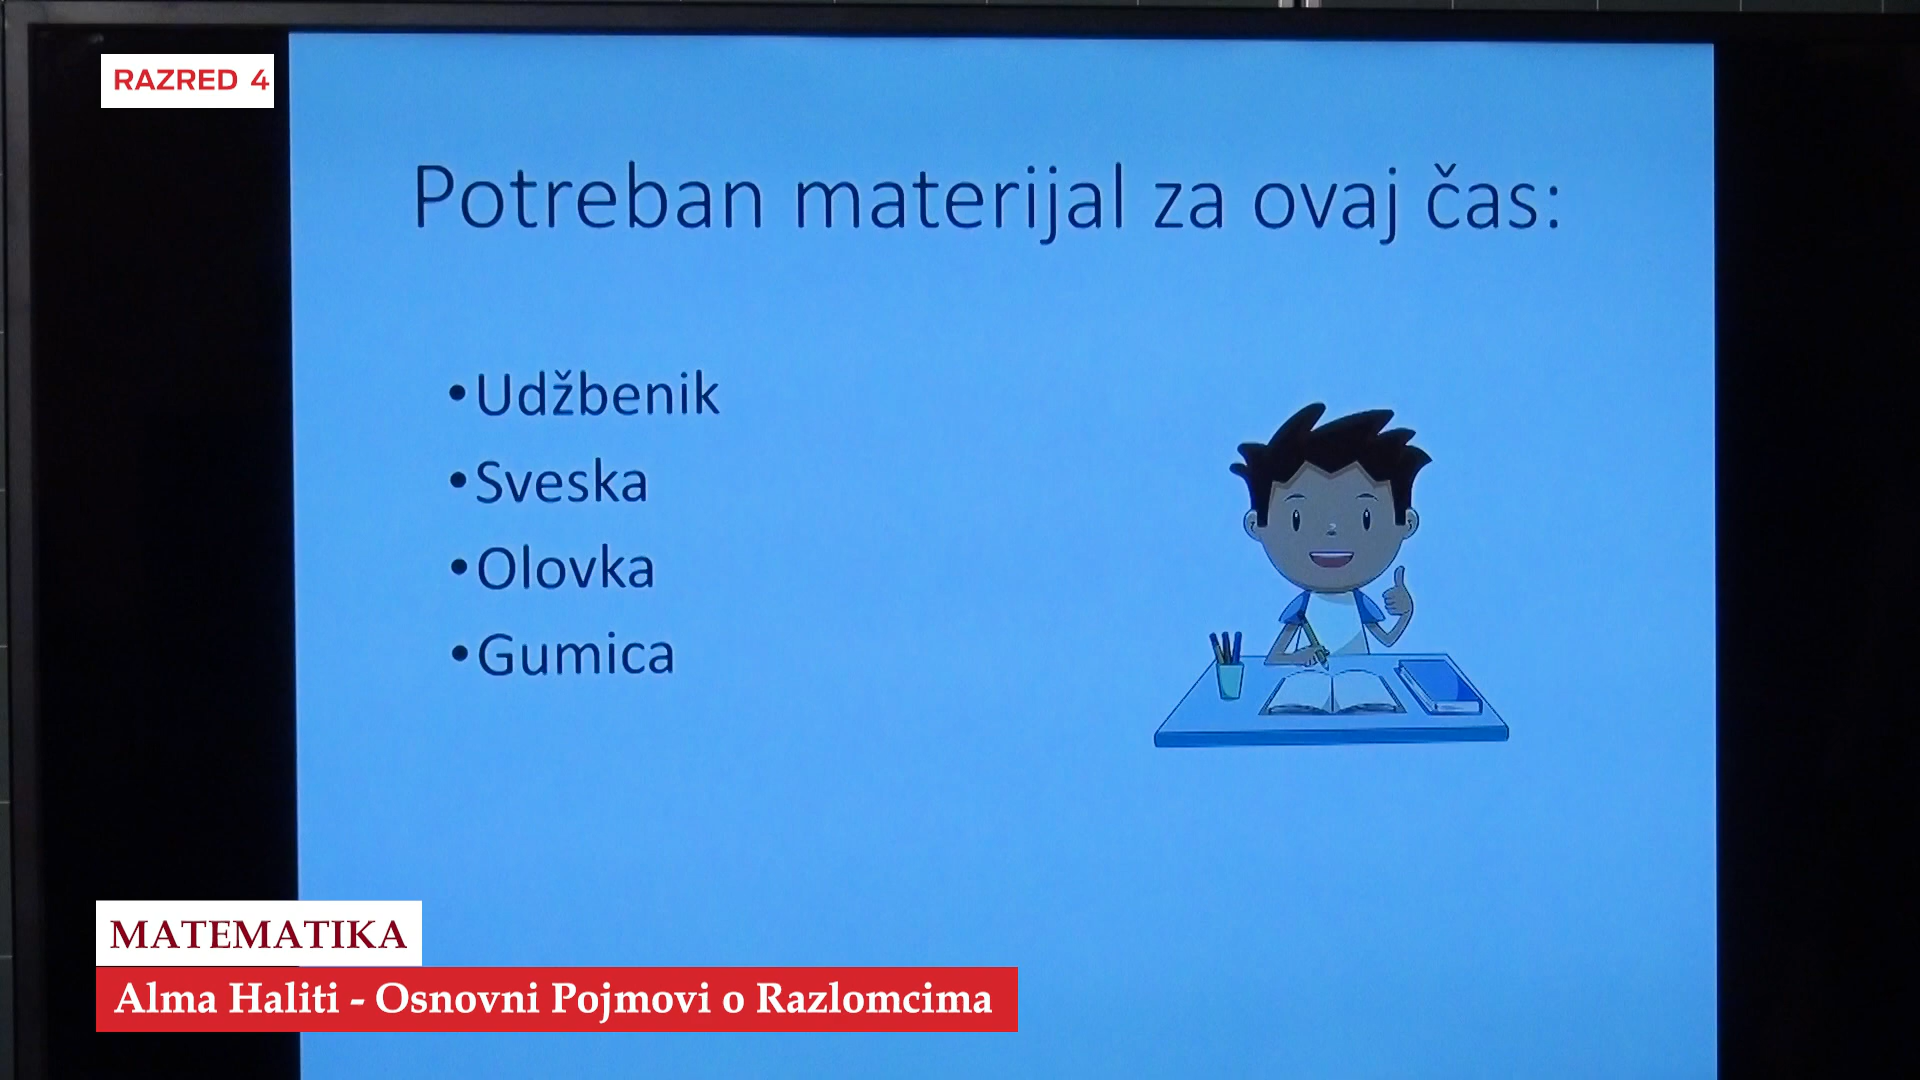 RAZRED 4
Potreban materijal za ovaj čas:
•Udžbenik
•Sveska
•Olovka
•Gumica
MATEMATIKA
Alma Haliti - Osnovni Pojmovi o Razlomcima